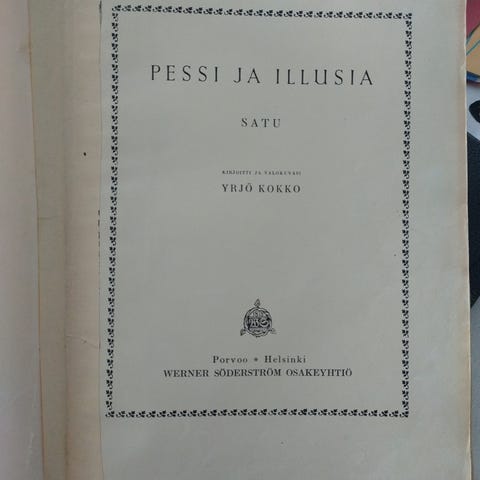 PESSI JA ILLUSIA
SATU
KIRJOITTI JA VALOKUVASI
YRJÖ KOKKO
Porvoo * Helsinki
WERNER SÖDERSTRÖM OSAKEYHTIÖ